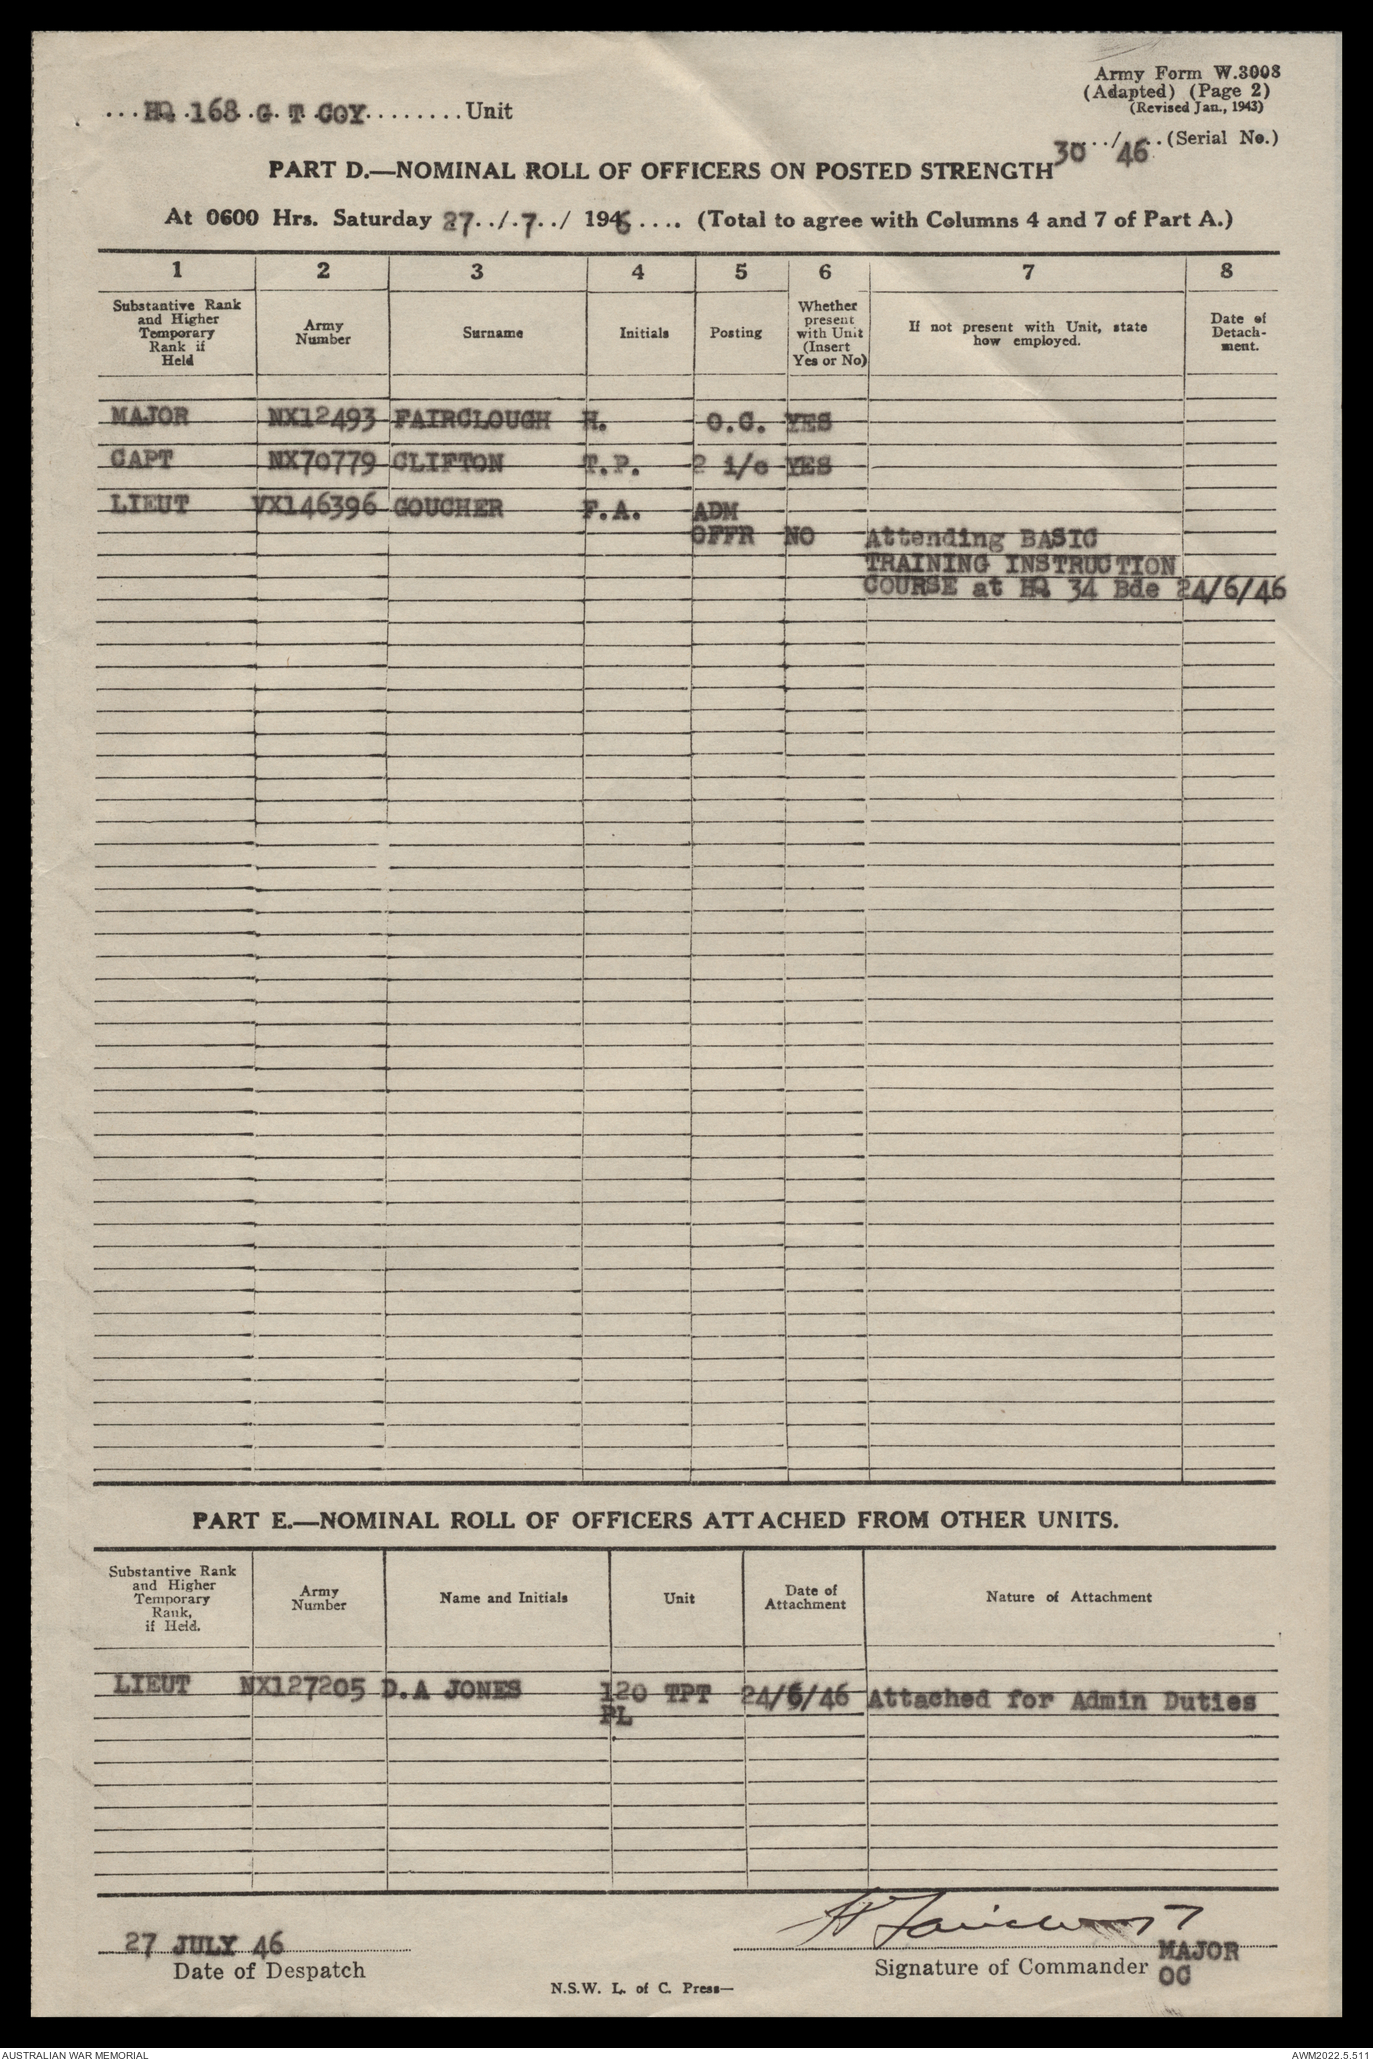 Army Form W.3008
(Adapted) (Page 2)
(Revised Jan., 1943)
...HQ 168 G T COY........Unit
30/46 (Serial No.)
PART D.—NOMINAL ROLL OF OFFICERS ON POSTED STRENGTH
At 0600 Hrs. Saturday 27../.7../ 1946.... (Total to agree with Columns 4 and 7 of Part A.)
1 2 3 4 5 6 7 8
Substantive Rank and Higher Temporary Rank if Held
Army Number
Surname
Initials
Posting
Whether present with Unit (Insert Yes or No)
If not present with Unit, state how employed.
Date of Detach-ment.
MAJOR NX12493 FAIRCLOUGH H. O.C. YES
CAPT NX70779 CLIFTON T.P. 2 i/c YES
LIEUT VX146396 GOUCHER F.A. ADM
OFFR NO Attending BASIC
TRAINING INSTRUCTION
COURSE at HQ 34 Bde 24/6/46
PART E.—NOMINAL ROLL OF OFFICERS ATTACHED FROM OTHER UNITS.
Substantive Rank and Higher Temporary Rank, if Held.
Army Number
Name and Initials
Unit
Date of Attachment
Nature of Attachment
LIEUT NX127205 D.A JONES 120 TPT 24/6/46 Attached for Admin Duties
PL
H Fairclough
27 JULY 46
MAJOR
Date of Despatch
Signature of Commander
OC
N.S.W. L. of C. Press—
AUSTRALIAN WAR MEMORIAL
AWM2022.5.511